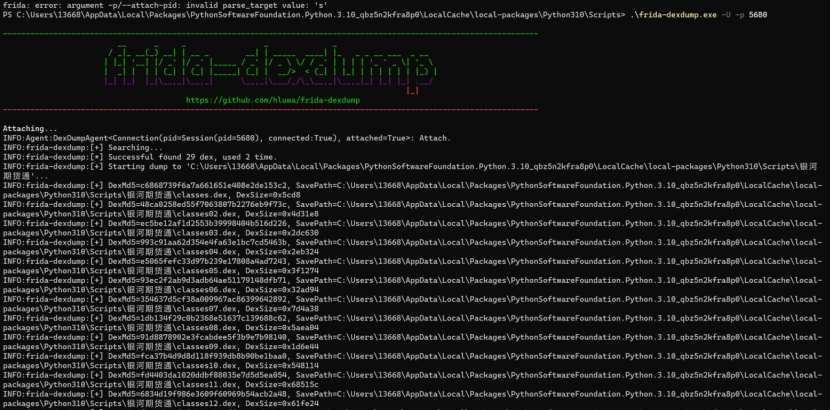 frida: error: argument -p/--attach-pid: invalid parse_target value: 's'
PS C:\Users\13668\AppData\Local\Packages\PythonSoftwareFoundation.Python.3.10_qbz5n2kfra8p0\LocalCache\local-packages\Python310\Scripts> .\frida-dexdump.exe -U -p 5680
https://github.com/hluwa/frida-dexdump
Attaching...
INFO:Agent:DexDumpAgent<Connection(pid=Session(pid=5680), connected:True), attached=True>: Attach.
INFO:frida-dexdump:[+] Searching...
INFO:frida-dexdump:[*] Successful found 29 dex, used 2 time.
INFO:frida-dexdump:[+] Starting dump to 'C:\Users\13668\AppData\Local\Packages\PythonSoftwareFoundation.Python.3.10_qbz5n2kfra8p0\LocalCache\local-packages\Python310\Scripts\银河
期货通'...
INFO:frida-dexdump:[+] DexMd5=c6868739f6a7a661651e408e2de153c2, SavePath=C:\Users\13668\AppData\Local\Packages\PythonSoftwareFoundation.Python.3.10_qbz5n2kfra8p0\LocalCache\local-
packages\Python310\Scripts\银河期货通\classes.dex, DexSize=0x5cd8
INFO:frida-dexdump:[+] DexMd5=48ca8258ed55f7063807b2276eb9f73c, SavePath=C:\Users\13668\AppData\Local\Packages\PythonSoftwareFoundation.Python.3.10_qbz5n2kfra8p0\LocalCache\local-
packages\Python310\Scripts\银河期货通\classes02.dex, DexSize=0x4d31e8
INFO:frida-dexdump:[+] DexMd5=ec5be12af1d2553b39998404b516d226, SavePath=C:\Users\13668\AppData\Local\Packages\PythonSoftwareFoundation.Python.3.10_qbz5n2kfra8p0\LocalCache\local-
packages\Python310\Scripts\银河期货通\classes03.dex, DexSize=0x2dc630
INFO:frida-dexdump:[+] DexMd5=993c91aa62d354e4fa63e1bc7cd5463b, SavePath=C:\Users\13668\AppData\Local\Packages\PythonSoftwareFoundation.Python.3.10_qbz5n2kfra8p0\LocalCache\local-
packages\Python310\Scripts\银河期货通\classes04.dex, DexSize=0x2eb324
INFO:frida-dexdump:[+] DexMd5=e5065fefc33d97b239e17808a4ad7243, SavePath=C:\Users\13668\AppData\Local\Packages\PythonSoftwareFoundation.Python.3.10_qbz5n2kfra8p0\LocalCache\local-
packages\Python310\Scripts\银河期货通\classes05.dex, DexSize=0x3f1274
INFO:frida-dexdump:[+] DexMd5=93ec2f2ab9d3adb64ae51179148dfb71, SavePath=C:\Users\13668\AppData\Local\Packages\PythonSoftwareFoundation.Python.3.10_qbz5n2kfra8p0\LocalCache\local-
packages\Python310\Scripts\银河期货通\classes06.dex, DexSize=0x32ad94
INFO:frida-dexdump:[+] DexMd5=354637d5cf38a009967ac86399642892, SavePath=C:\Users\13668\AppData\Local\Packages\PythonSoftwareFoundation.Python.3.10_qbz5n2kfra8p0\LocalCache\local-
packages\Python310\Scripts\银河期货通\classes07.dex, DexSize=0x7d4a38
INFO:frida-dexdump:[+] DexMd5=1db134f29c0b2368e51637c139688c62, SavePath=C:\Users\13668\AppData\Local\Packages\PythonSoftwareFoundation.Python.3.10_qbz5n2kfra8p0\LocalCache\local-
packages\Python310\Scripts\银河期货通\classes08.dex, DexSize=0x5aea04
INFO:frida-dexdump:[+] DexMd5=91d8878902e3fcabdee5f3b9e7b98140, SavePath=C:\Users\13668\AppData\Local\Packages\PythonSoftwareFoundation.Python.3.10_qbz5n2kfra8p0\LocalCache\local-
packages\Python310\Scripts\银河期货通\classes09.dex, DexSize=0x1d6e44
INFO:frida-dexdump:[+] DexMd5=fca37b4d9d8d118f939db8b90be1baa0, SavePath=C:\Users\13668\AppData\Local\Packages\PythonSoftwareFoundation.Python.3.10_qbz5n2kfra8p0\LocalCache\local-
packages\Python310\Scripts\银河期货通\classes10.dex, DexSize=0x548114
INFO:frida-dexdump:[+] DexMd5=fd4403da1020ddbf88035e7d5d5ea054, SavePath=C:\Users\13668\AppData\Local\Packages\PythonSoftwareFoundation.Python.3.10_qbz5n2kfra8p0\LocalCache\local-
packages\Python310\Scripts\银河期货通\classes11.dex, DexSize=0x68515c
INFO:frida-dexdump:[+] DexMd5=6834d19f986e3609f60969b54acb2a48, SavePath=C:\Users\13668\AppData\Local\Packages\PythonSoftwareFoundation.Python.3.10_qbz5n2kfra8p0\LocalCache\local-
packages\Python310\Scripts\银河期货通\classes12.dex, DexSize=0x61fe24